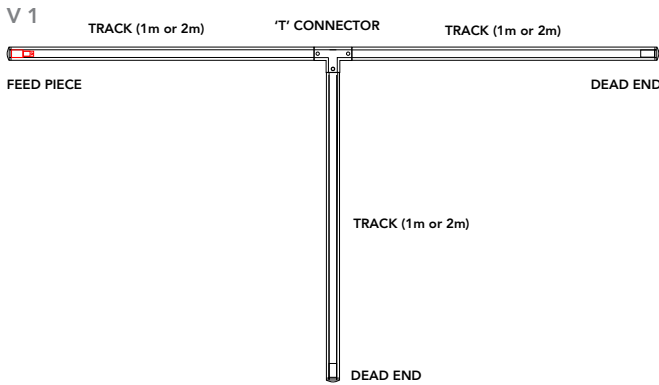 V 1
TRACK (1m or 2m)
‘T’ CONNECTOR
TRACK (1m or 2m)
FEED PIECE
DEAD END
TRACK (1m or 2m)
DEAD END